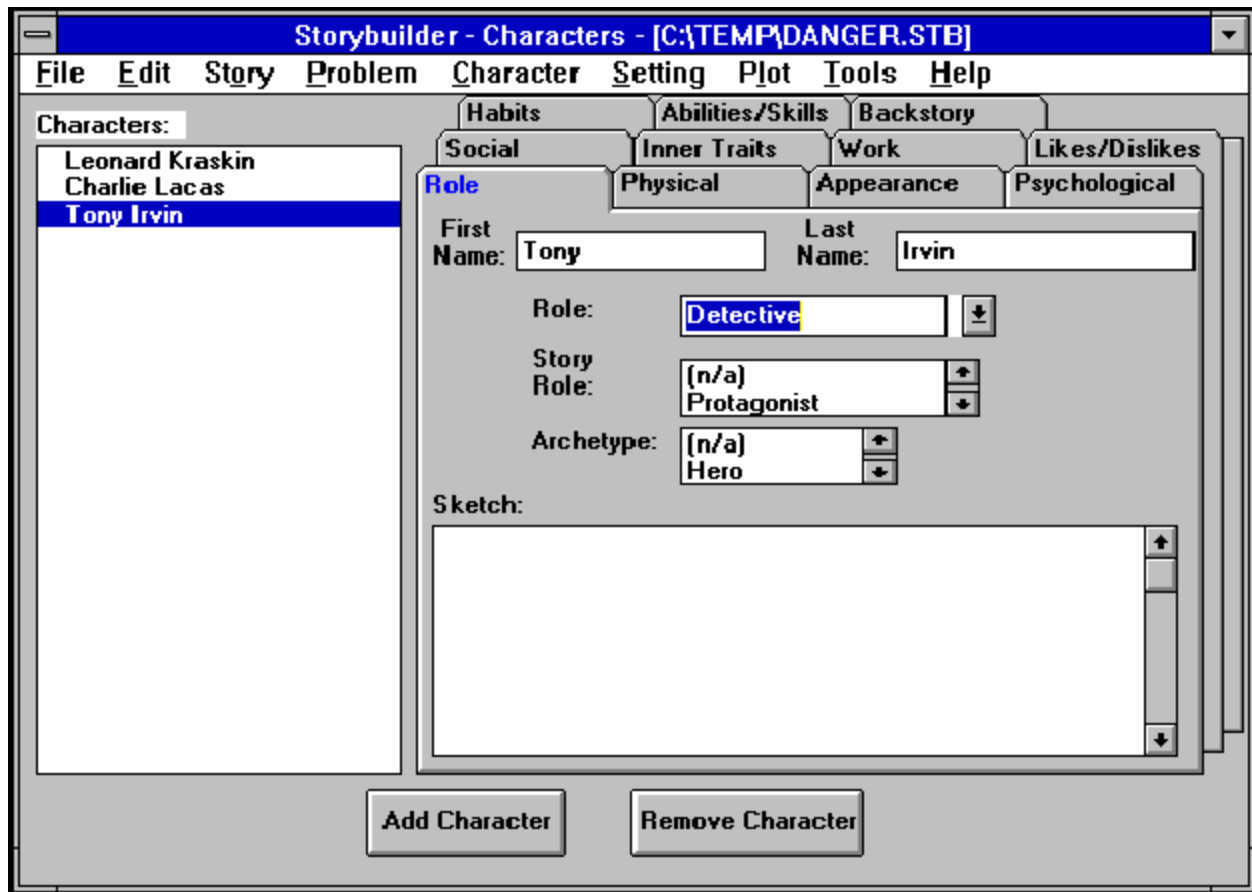 Storybuilder - Characters - [C:\TEMP\DANGER.STB]
File Edit Story Problem Character Setting Plot Tools Help
Characters:
Leonard Kraskin
Charlie Lacas
Tony Irvin
Habits Abilities/Skills Backstory
Social Inner Traits Work Likes/Dislikes
Role Physical Appearance Psychological
First Name: Tony Last Name: Irvin
Role: Detective
Story Role: (n/a)
Protagonist
Archetype: (n/a)
Hero
Sketch:
Add Character Remove Character